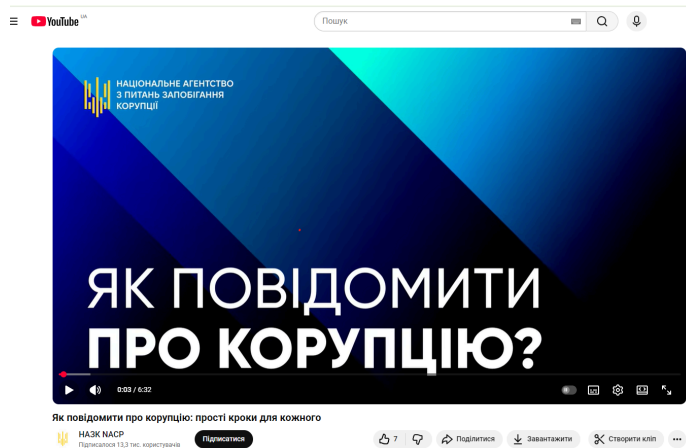 YouTube UA
Пошук
НАЦІОНАЛЬНЕ АГЕНТСТВО
З ПИТАНЬ ЗАПОБІГАННЯ
КОРУПЦІЇ
ЯК ПОВІДОМИТИ
ПРО КОРУПЦІЮ?
0:03 / 6:32
Як повідомити про корупцію: прості кроки для кожного
НАЗК NACP
Підписалося 13,3 тис. користувачів
Підписатися
7
Поділитися
Завантажити
Створити кліп